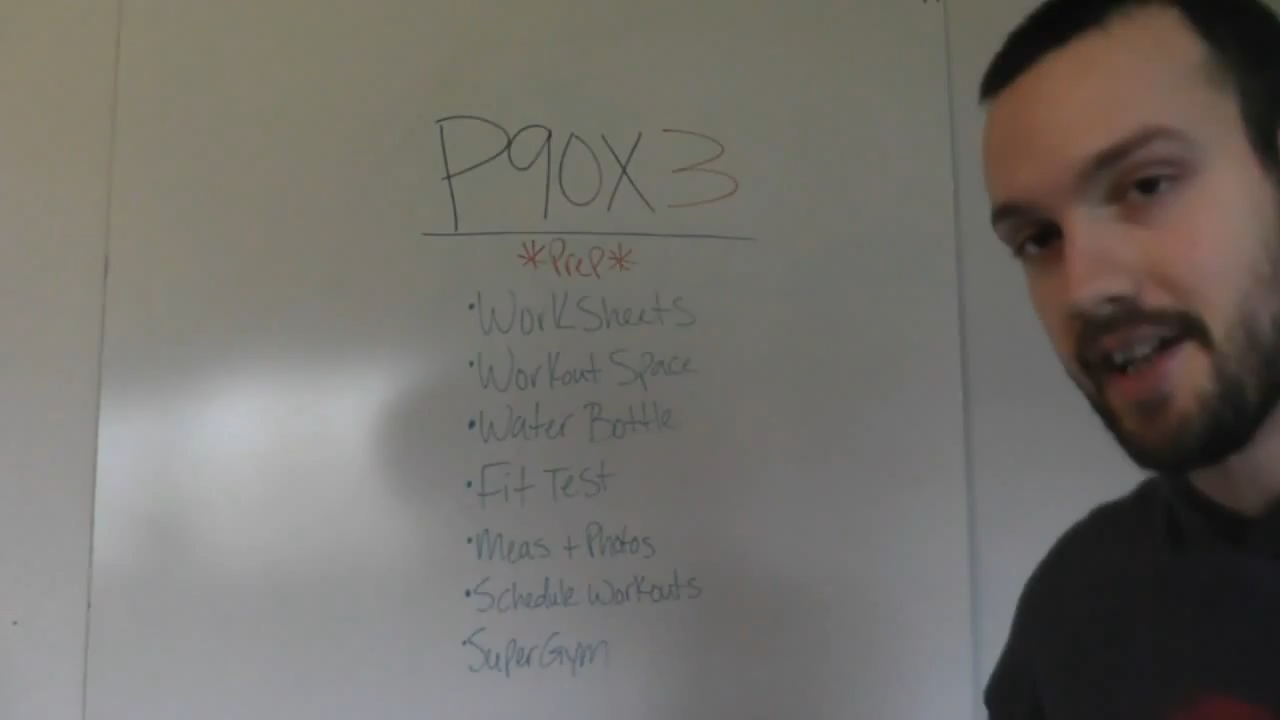 P90X3
*Prep*
•Worksheets
•Workout Space
•Water Bottle
•Fit Test
•Meas + Photos
•Schedule Workouts
•SuperGym